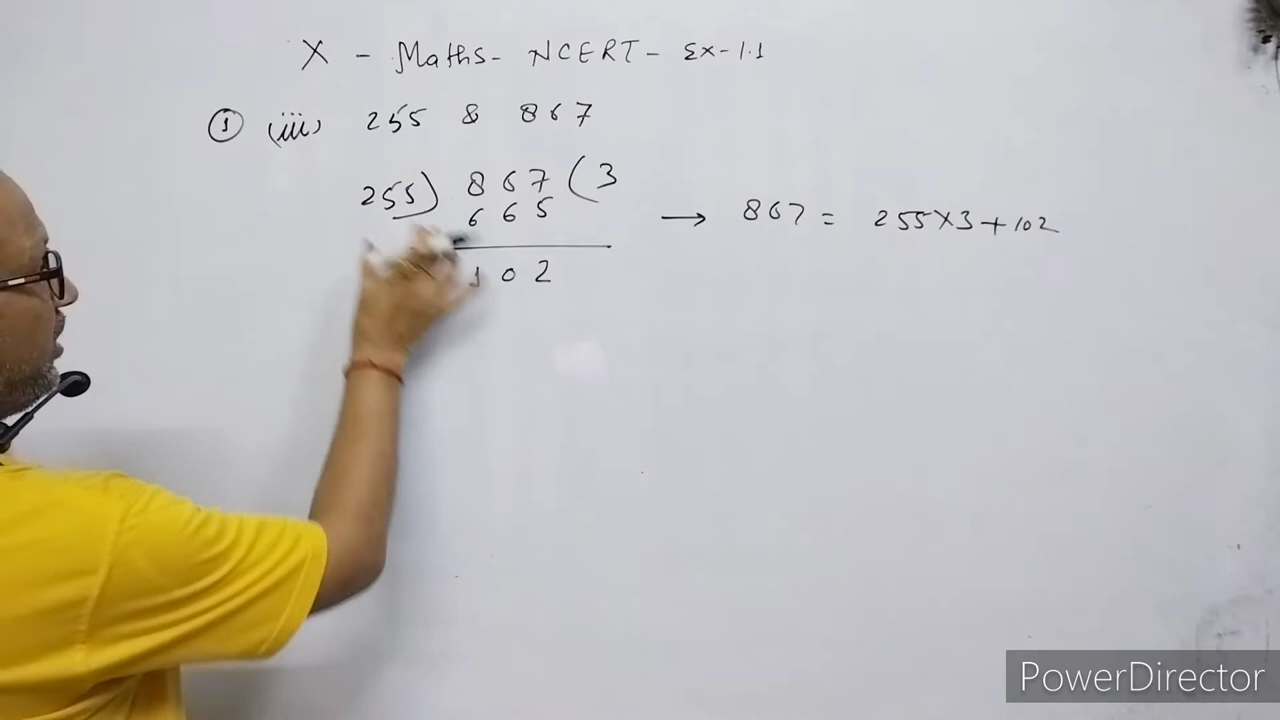 X - Maths - NCERT - Ex - 1.1
① (iii) 255 & 867
255) 867 (3
665
→ 867 = 255×3+102
102
PowerDirector